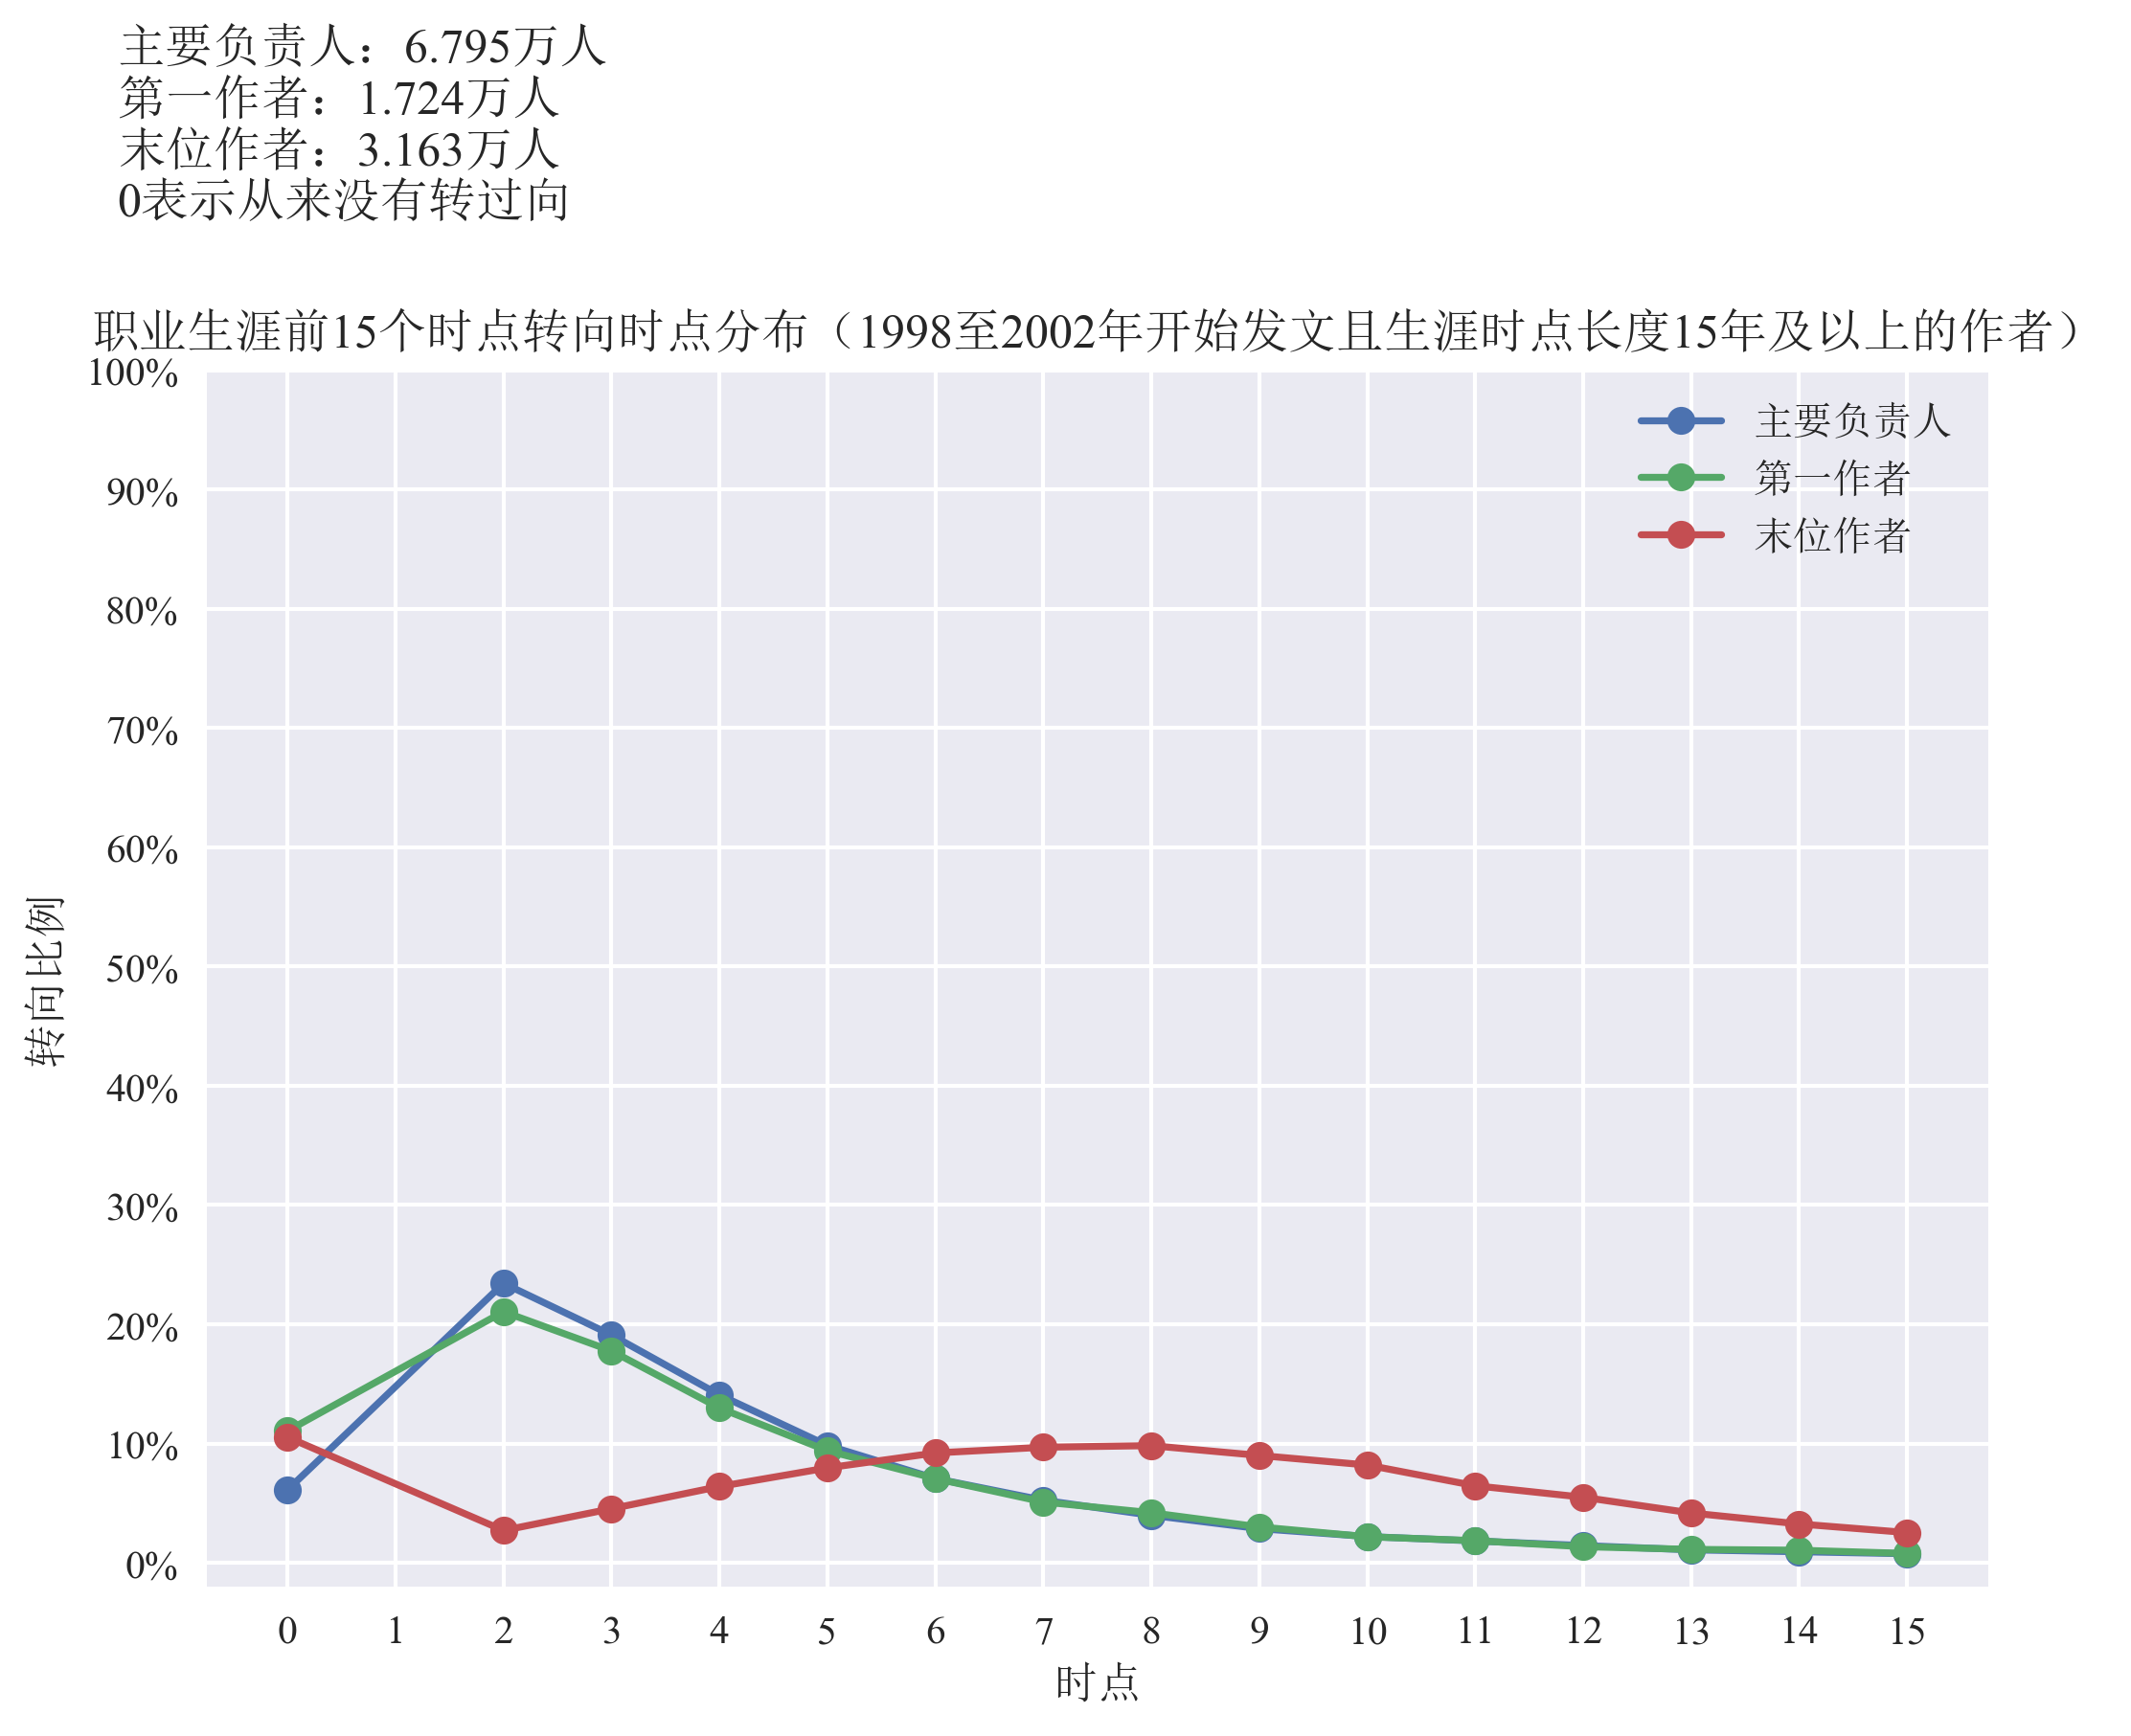 主要负责人：6.795万人
第一作者：1.724万人
末位作者：3.163万人
0表示从来没有转过向
职业生涯前15个时点转向时点分布（1998至2002年开始发文且生涯时点长度15年及以上的作者）
主要负责人
第一作者
末位作者
100%
90%
80%
70%
60%
50%
40%
30%
20%
10%
0%
转向比例
0 1 2 3 4 5 6 7 8 9 10 11 12 13 14 15
时点